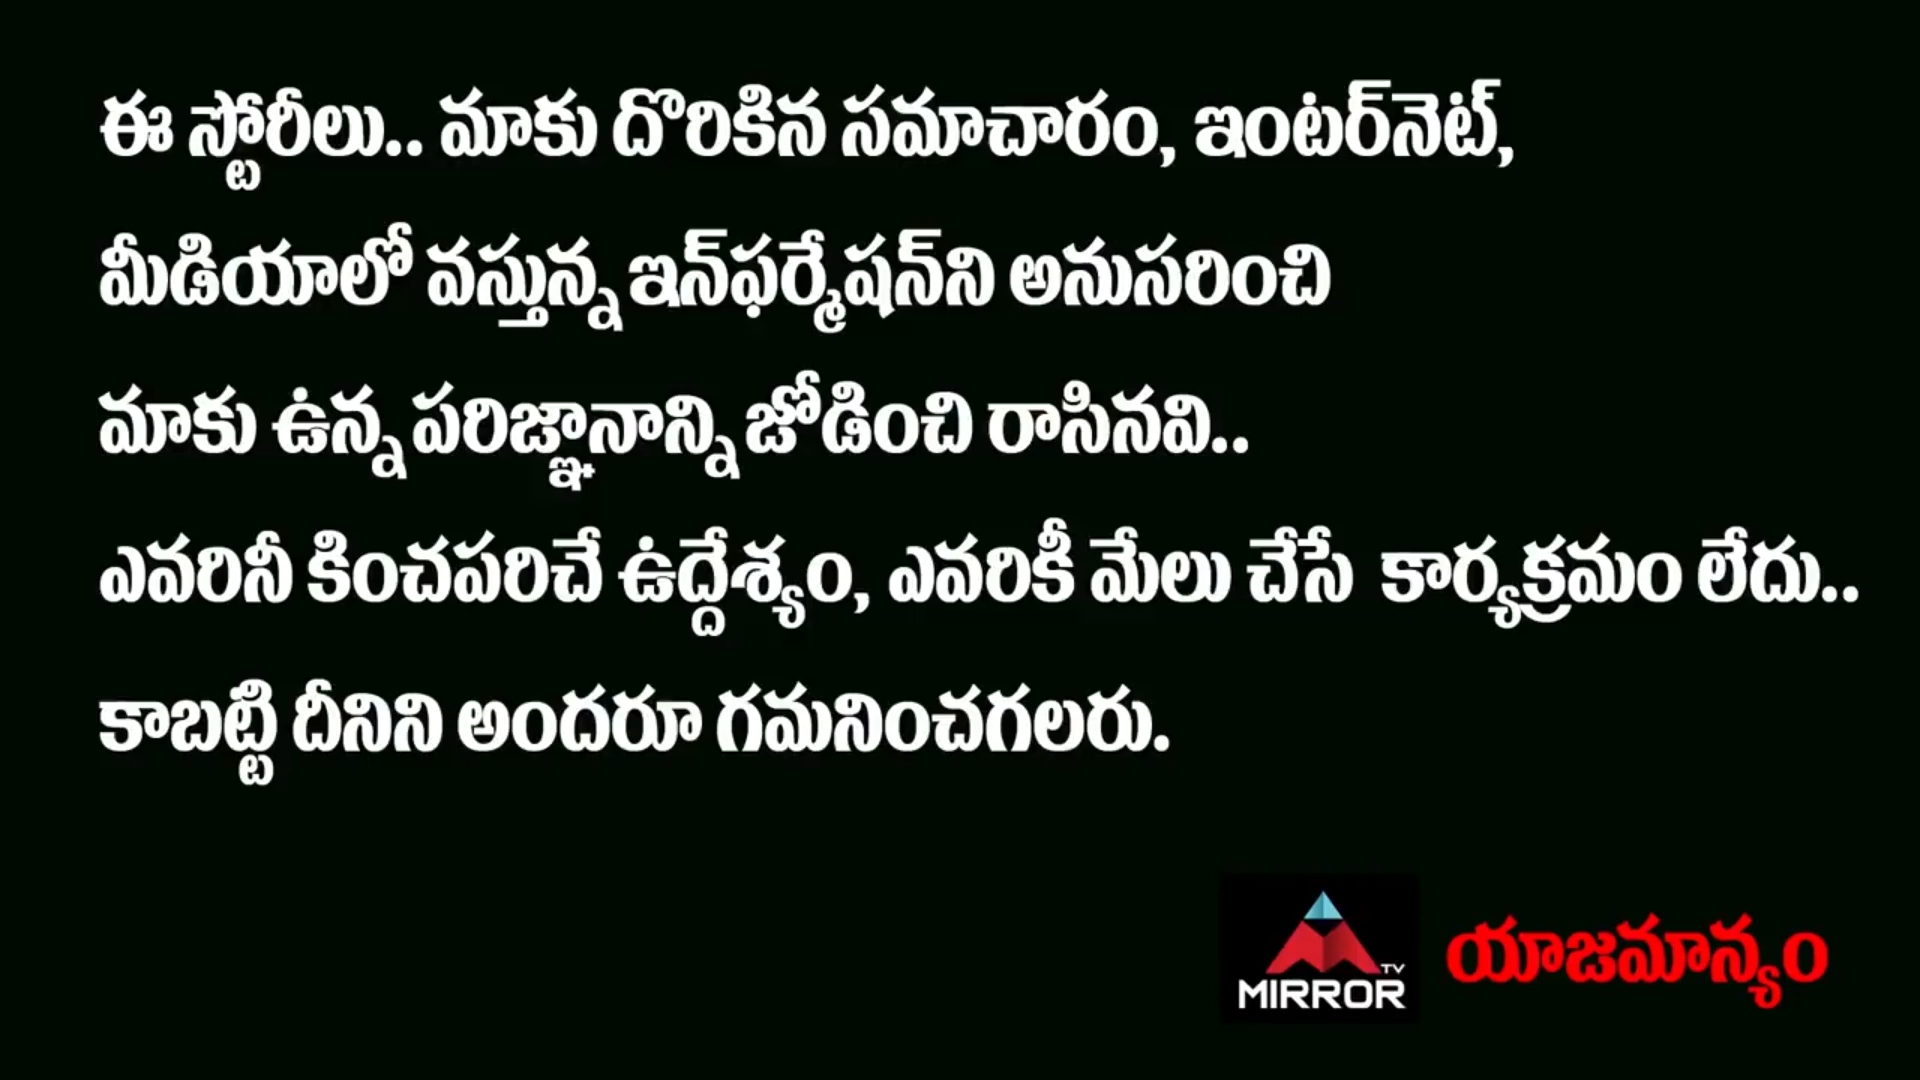 ఈ స్టోరీలు.. మాకు దొరికిన సమాచారం, ఇంటర్‌నెట్,
మీడియాలో వస్తున్న ఇన్‌ఫర్మేషన్‌ని అనుసరించి
మాకు ఉన్న పరిజ్ఞానాన్ని జోడించి రాసినవి..
ఎవరినీ కించపరిచే ఉద్దేశ్యం, ఎవరికీ మేలు చేసే కార్యక్రమం లేదు..
కాబట్టి దీనిని అందరూ గమనించగలరు.
TV
MIRROR
యాజమాన్యం